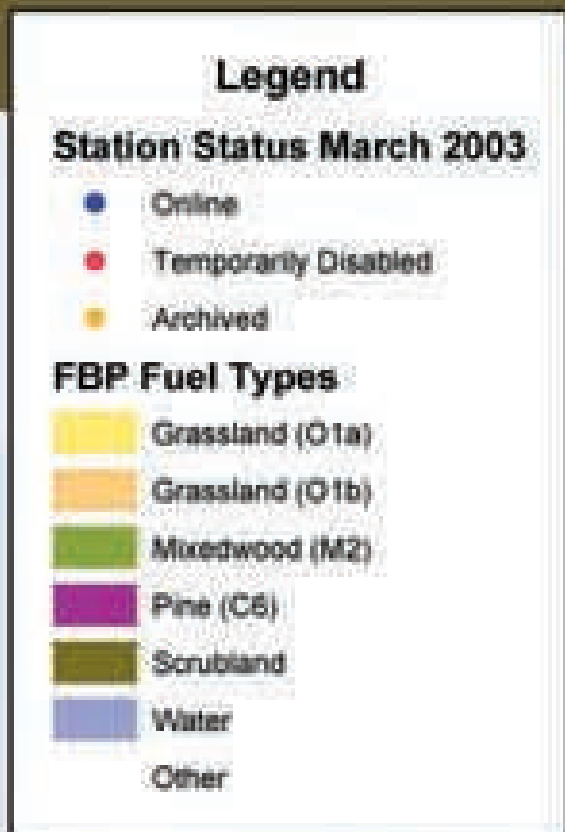 Legend
Station Status March 2003
Online
Temporarily Disabled
Archived
FBP Fuel Types
Grassland (O1a)
Grassland (O1b)
Mixedwood (M2)
Pine (C6)
Scrubland
Water
Other